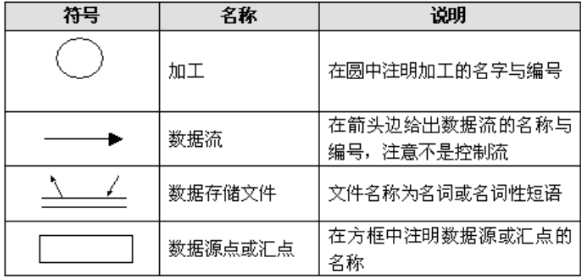 符号 名称 说明
加工 在圆中注明加工的名字与编号
数据流 在箭头边给出数据流的名称与
编号，注意不是控制流
数据存储文件 文件名称为名词或名词性短语
数据源点或汇点 在方框中注明数据源或汇点的
名称